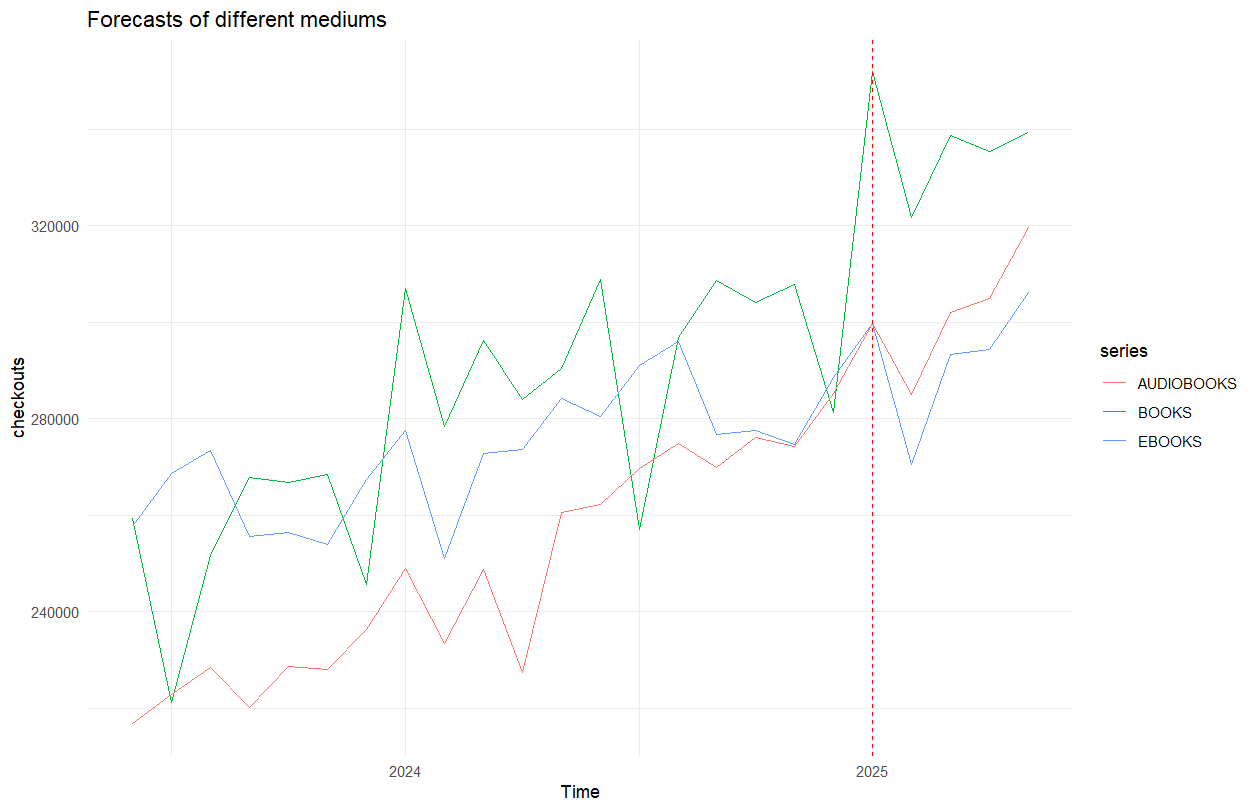 Forecasts of different mediums
checkouts
320000
280000
240000
2024
2025
Time
series
AUDIOBOOKS
BOOKS
EBOOKS